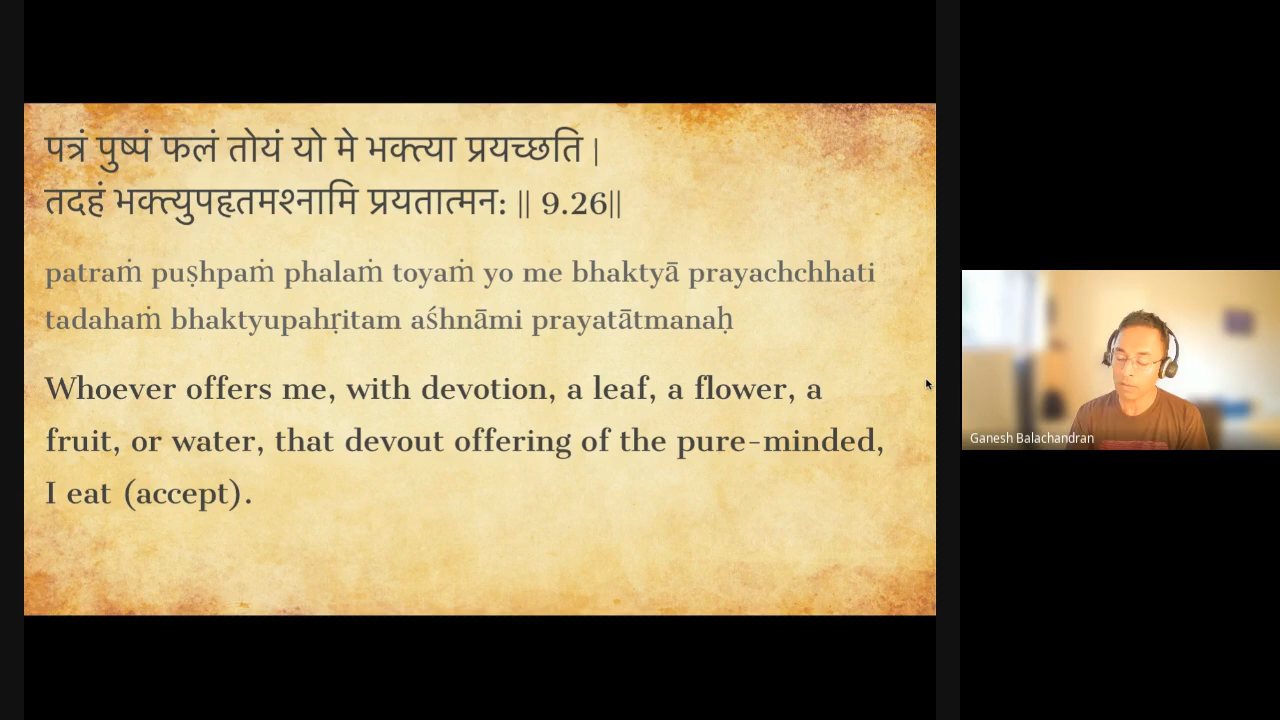 पत्रं पुष्पं फलं तोयं यो मे भक्त्या प्रयच्छति |
तदहं भक्त्युपहृतमश्नामि प्रयतात्मन: || 9.26||
patraṁ puṣhpaṁ phalaṁ toyaṁ yo me bhaktyā prayachchhati
tadahaṁ bhaktyupahṛitam aśhnāmi prayatātmanaḥ
Whoever offers me, with devotion, a leaf, a flower, a
fruit, or water, that devout offering of the pure-minded,
I eat (accept).
Ganesh Balachandran